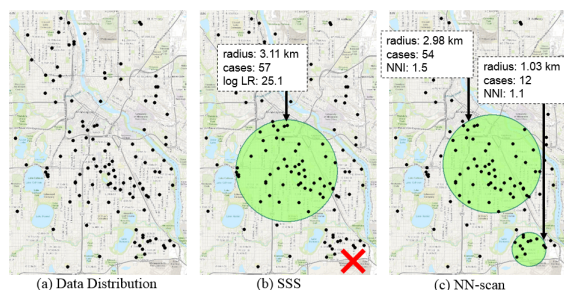 radius: 3.11 km
cases: 57
log LR: 25.1
radius: 2.98 km
cases: 54
NNI: 1.5
radius: 1.03 km
cases: 12
NNI: 1.1
(a) Data Distribution
(b) SSS
(c) NN-scan